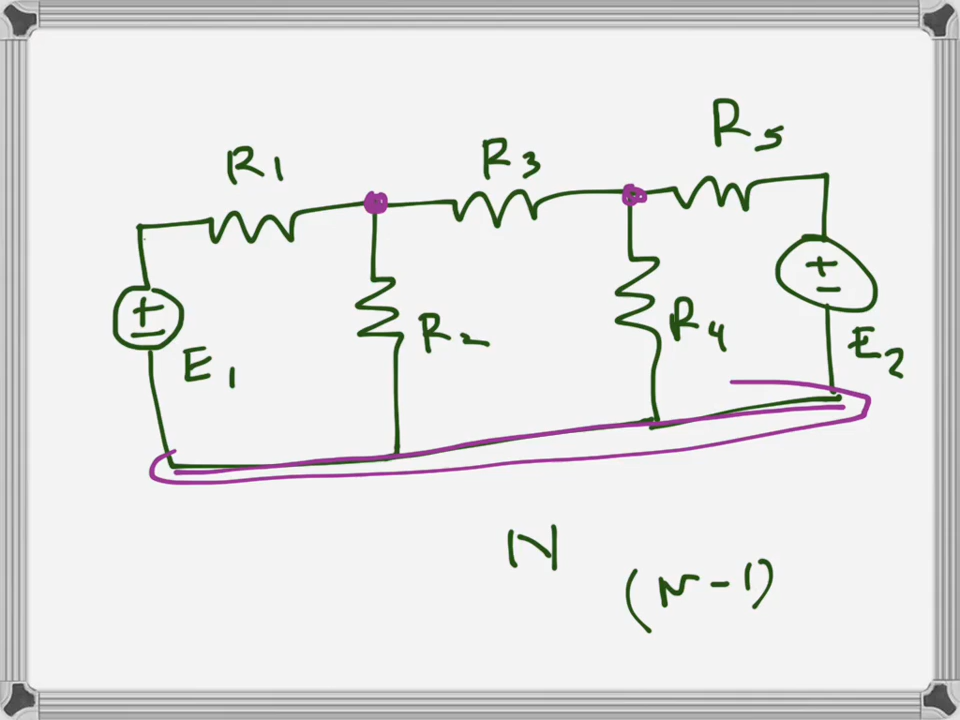 R1
R3
R5
+
-
E1
R2
R4
+
-
E2
N
(N-1)